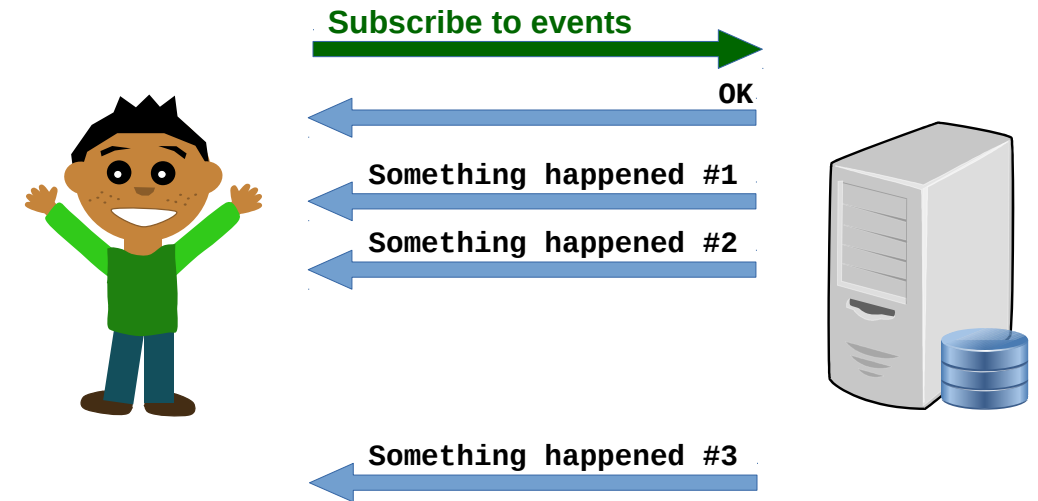 Subscribe to events
OK
Something happened #1
Something happened #2
Something happened #3